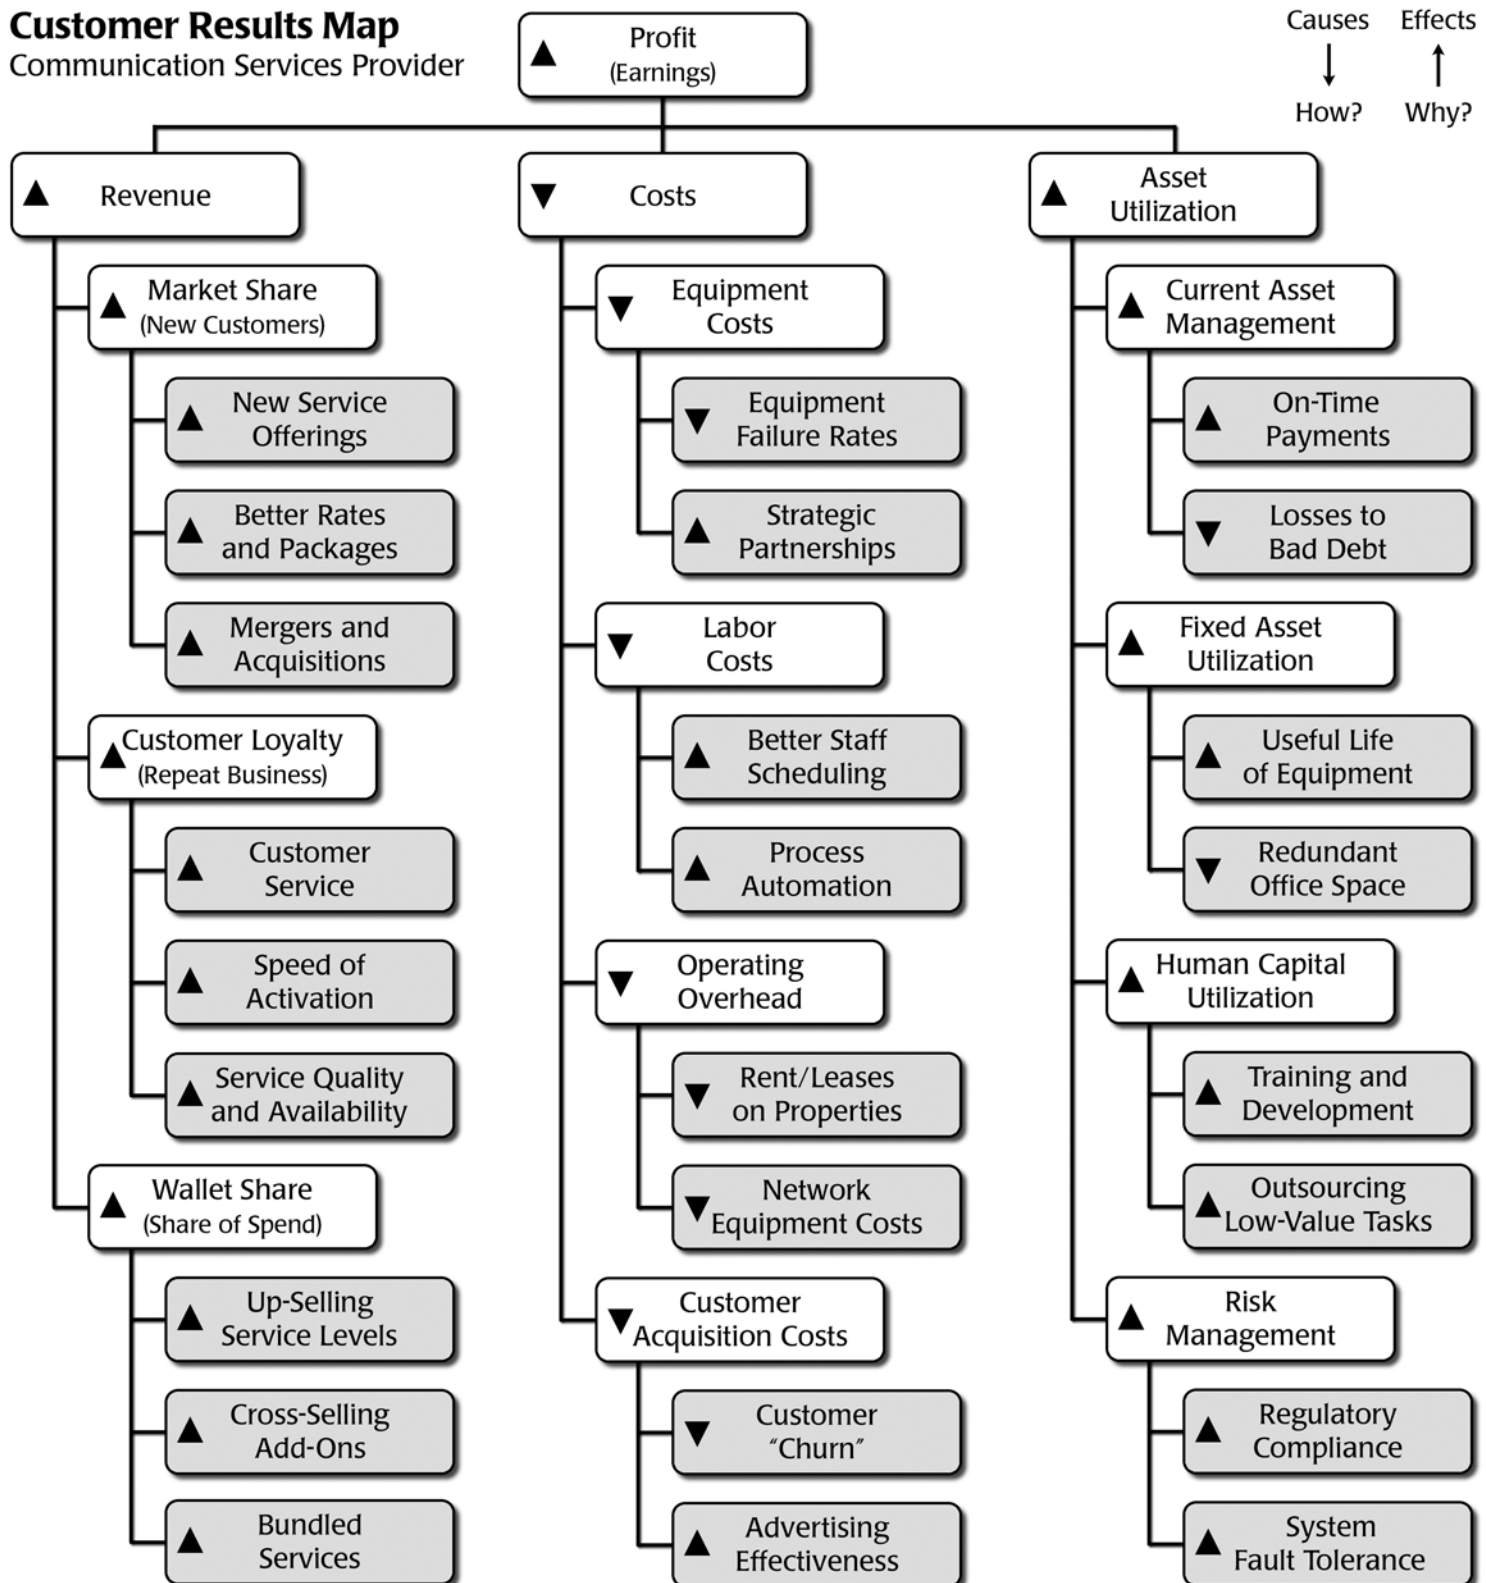 Customer Results Map
Communication Services Provider
Causes
Effects
How?
Why?
Profit
(Earnings)
Revenue
Market Share
(New Customers)
New Service
Offerings
Better Rates
and Packages
Mergers and
Acquisitions
Customer Loyalty
(Repeat Business)
Customer
Service
Speed of
Activation
Service Quality
and Availability
Wallet Share
(Share of Spend)
Up-Selling
Service Levels
Cross-Selling
Add-Ons
Bundled
Services
Costs
Equipment
Costs
Equipment
Failure Rates
Strategic
Partnerships
Labor
Costs
Better Staff
Scheduling
Process
Automation
Operating
Overhead
Rent/Leases
on Properties
Network
Equipment Costs
Customer
Acquisition Costs
Customer
“Churn”
Advertising
Effectiveness
Asset
Utilization
Current Asset
Management
On-Time
Payments
Losses to
Bad Debt
Fixed Asset
Utilization
Useful Life
of Equipment
Redundant
Office Space
Human Capital
Utilization
Training and
Development
Outsourcing
Low-Value Tasks
Risk
Management
Regulatory
Compliance
System
Fault Tolerance